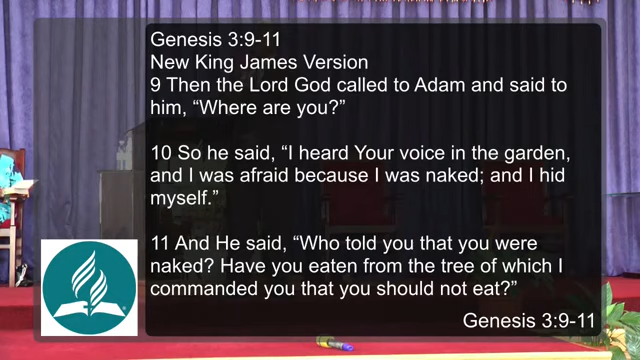 Genesis 3:9-11
New King James Version
9 Then the Lord God called to Adam and said to
him, “Where are you?”
10 So he said, “I heard Your voice in the garden,
and I was afraid because I was naked; and I hid
myself.”
11 And He said, “Who told you that you were
naked? Have you eaten from the tree of which I
commanded you that you should not eat?”
Genesis 3:9-11